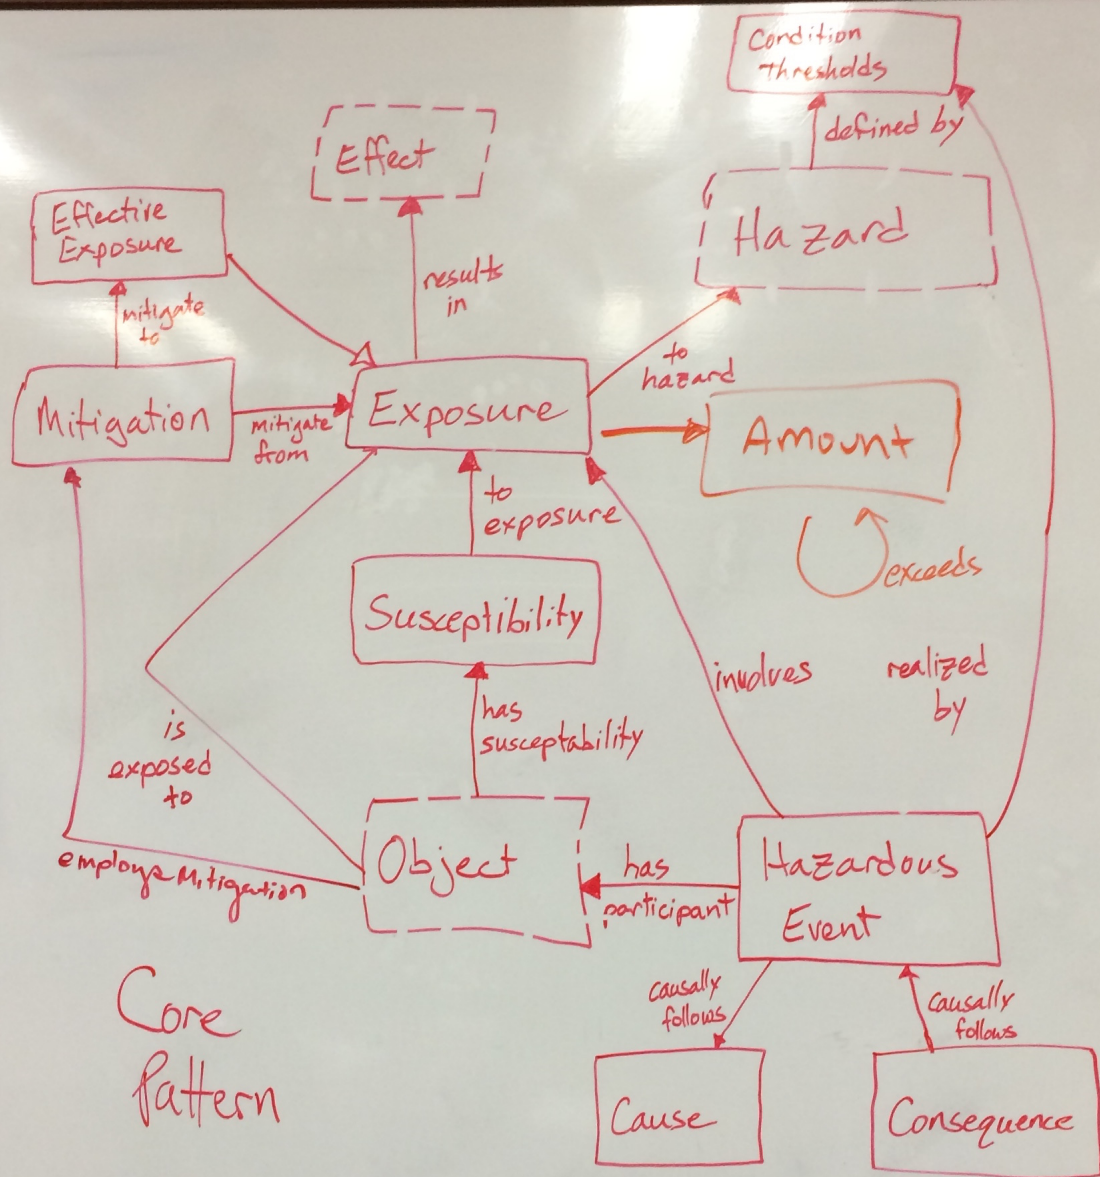 Condition
Thresholds
defined by
Effect
Hazard
Effective
Exposure
results
in
mitigate
to
to
hazard
Mitigation
mitigate
from
Exposure
Amount
to
exposure
exceeds
Susceptibility
involves
realized
by
has
susceptability
is
exposed
to
employs Mitigation
Object
has
participant
Hazardous
Event
causally
follows
causally
follows
Core
Pattern
Cause
Consequence